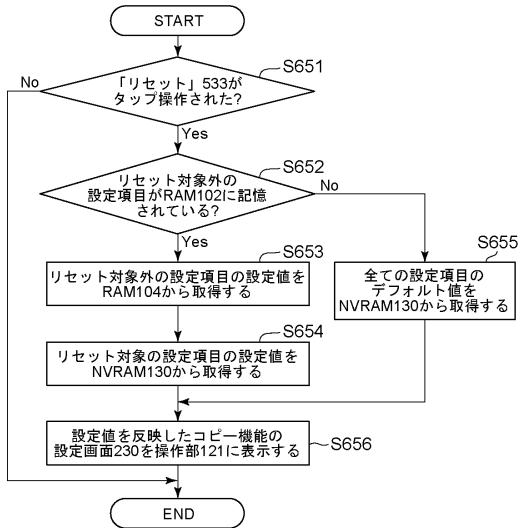 START
S651
「リセット」533が
タップ操作された?
No
Yes
S652
リセット対象外の
設定項目がRAM102に記憶
されている?
No
Yes
S653
リセット対象外の設定項目の設定値を
RAM104から取得する
S655
全ての設定項目の
デフォルト値を
NVRAM130から取得する
S654
リセット対象の設定項目の設定値を
NVRAM130から取得する
設定値を反映したコピー機能の
設定画面230を操作部121に表示する
S656
END